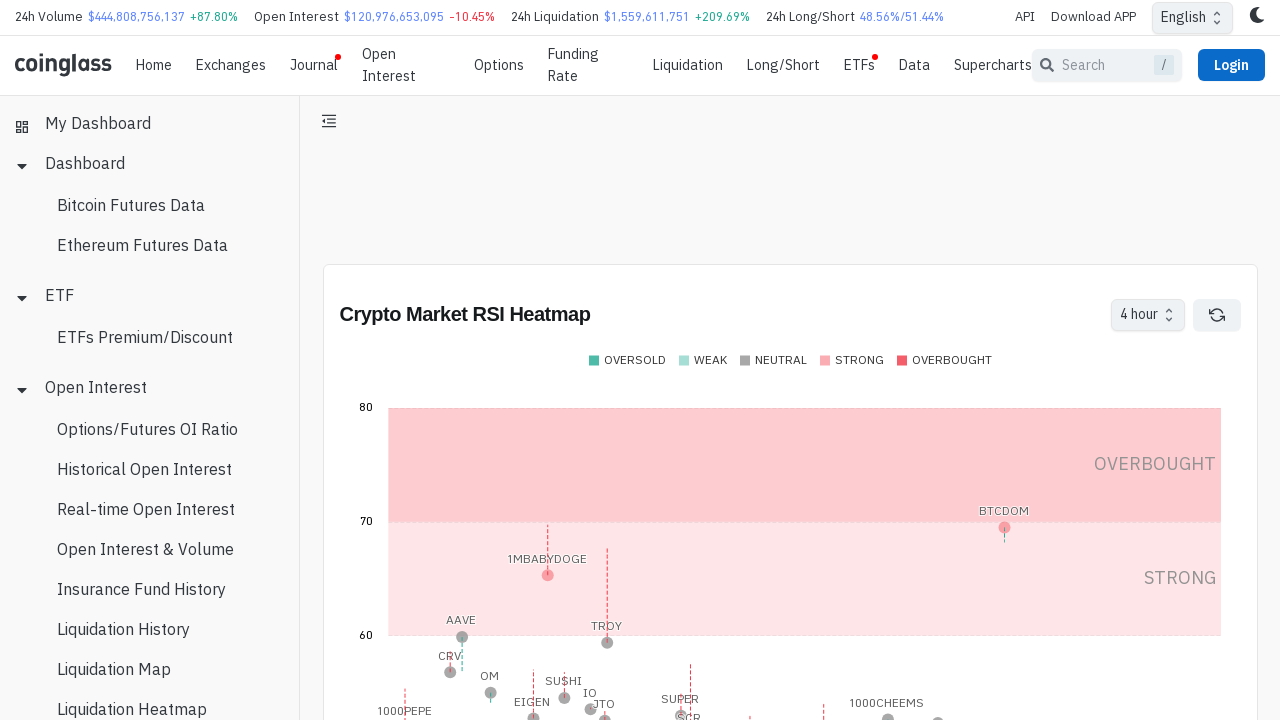 24h Volume $444,808,756,137 +87.80% Open Interest $120,976,653,095 -10.45% 24h Liquidation $1,559,611,751 +209.69% 24h Long/Short 48.56%/51.44% API Download APP English
coinglass Home Exchanges Journal Open Interest Options Funding Rate Liquidation Long/Short ETFs Data Supercharts Search / Login
My Dashboard
Dashboard
Bitcoin Futures Data
Ethereum Futures Data
ETF
ETFs Premium/Discount
Open Interest
Options/Futures OI Ratio
Historical Open Interest
Real-time Open Interest
Open Interest & Volume
Insurance Fund History
Liquidation History
Liquidation Map
Liquidation Heatmap
Crypto Market RSI Heatmap 4 hour
OVERSOLD WEAK NEUTRAL STRONG OVERBOUGHT
80
OVERBOUGHT
BTCDOM
70
1MBABYDOGE
STRONG
AAVE
TROY
60
CRV
OM
SUSHI
IO
EIGEN
JTO
SUPER
1000CHEEMS
1000PEPE
SCR